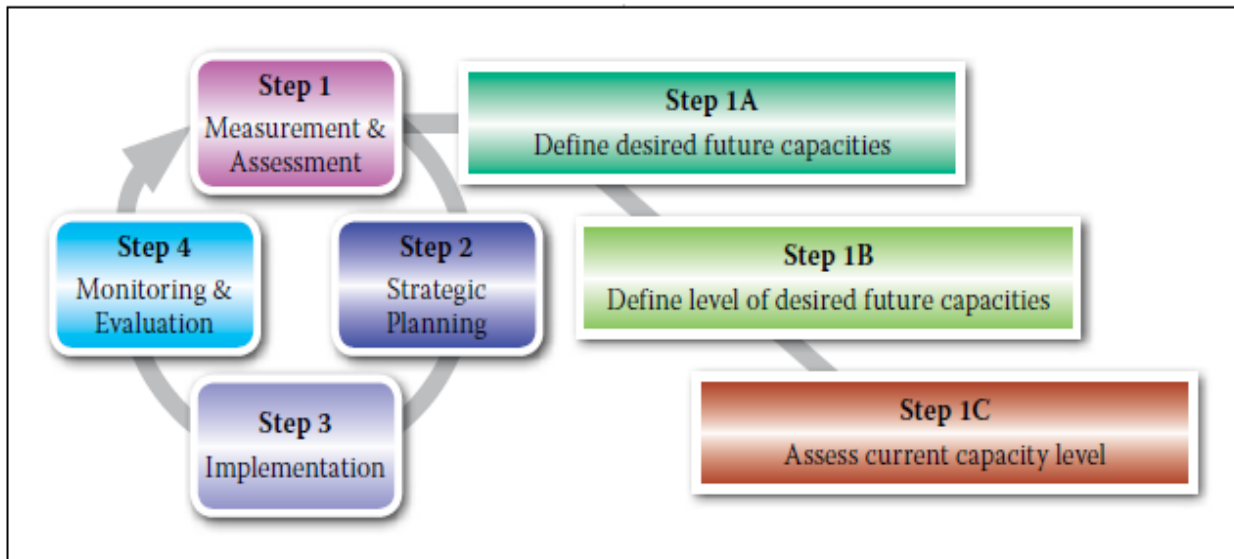 Step 1
Measurement &
Assessment
Step 1A
Define desired future capacities
Step 4
Monitoring &
Evaluation
Step 2
Strategic
Planning
Step 1B
Define level of desired future capacities
Step 3
Implementation
Step 1C
Assess current capacity level